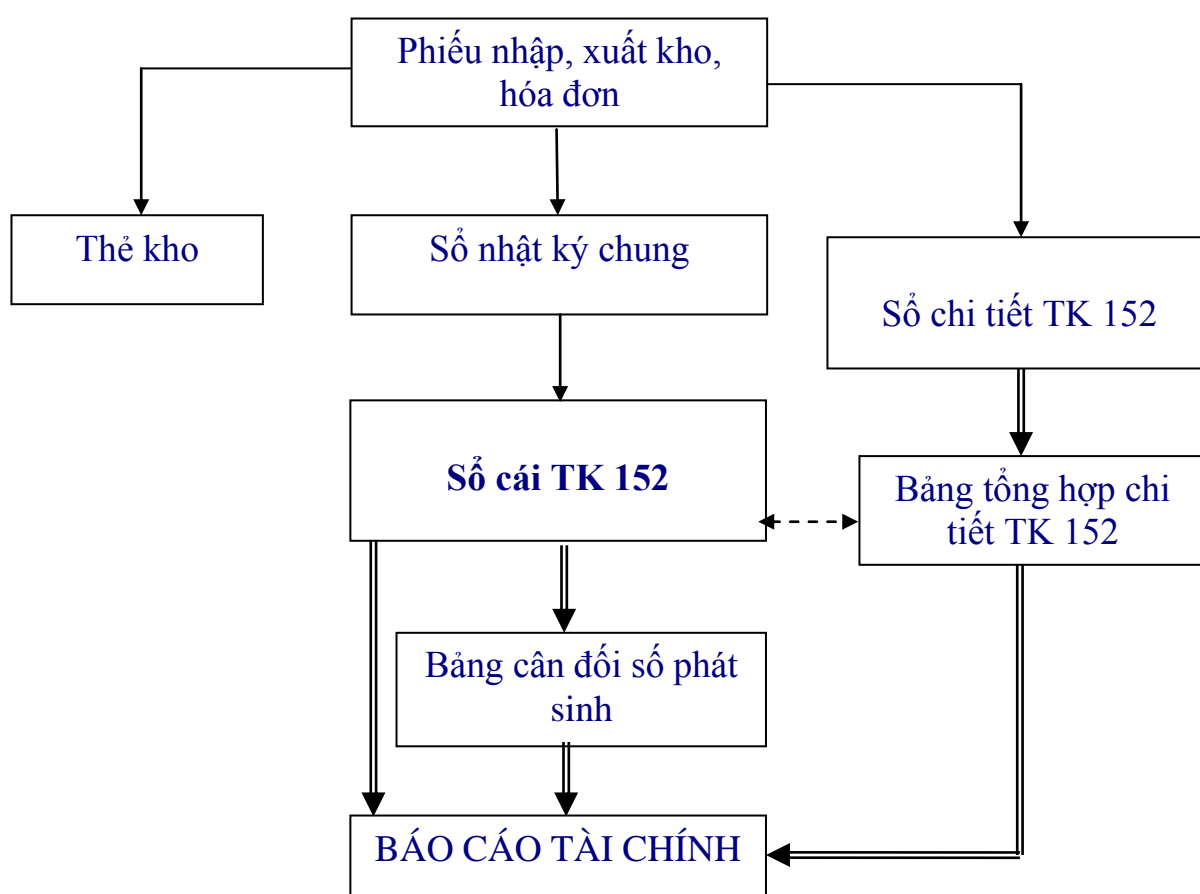 Phiếu nhập, xuất kho,
hóa đơn
Thẻ kho
Sổ nhật ký chung
Sổ chi tiết TK 152
Sổ cái TK 152
Bảng tổng hợp chi
tiết TK 152
Bảng cân đối số phát
sinh
BÁO CÁO TÀI CHÍNH